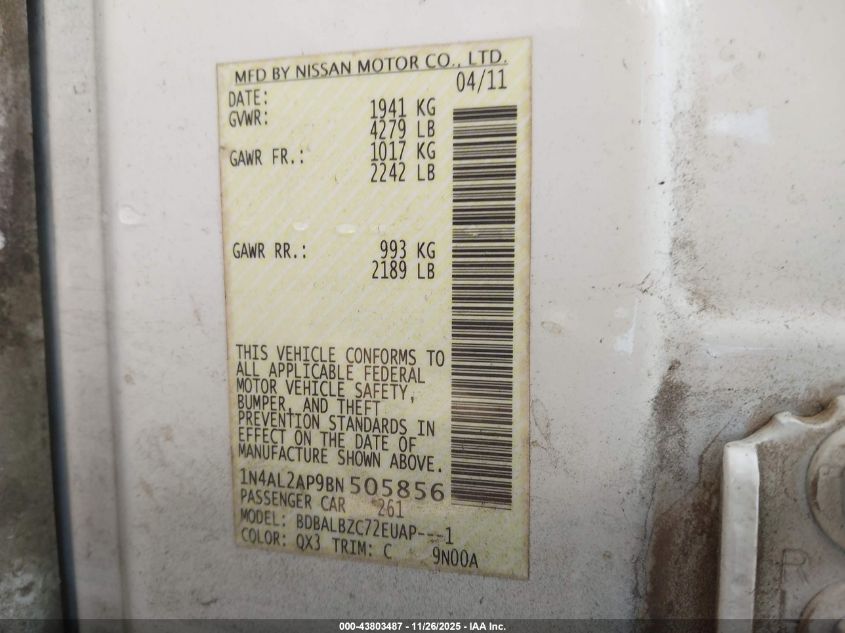 MFD BY NISSAN MOTOR CO., LTD.
DATE: 04/11
GVWR: 1941 KG
4279 LB
GAWR FR.: 1017 KG
2242 LB
GAWR RR.: 993 KG
2189 LB
THIS VEHICLE CONFORMS TO
ALL APPLICABLE FEDERAL
MOTOR VEHICLE SAFETY,
BUMPER, AND THEFT
PREVENTION STANDARDS IN
EFFECT ON THE DATE OF
MANUFACTURE SHOWN ABOVE.
1N4AL2AP9BN505856
PASSENGER CAR 261
MODEL: BDBALBZC72EUAP---1
COLOR: QX3 TRIM: C 9N00A
000-43803487 - 11/26/2025 - IAA Inc.